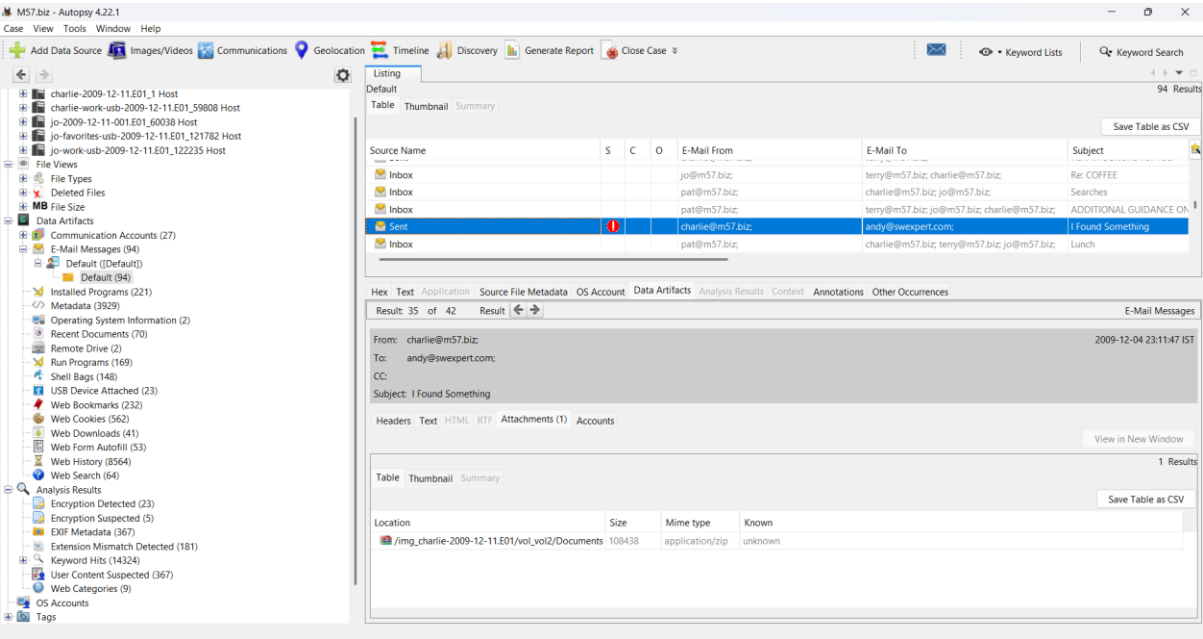 M57.biz - Autopsy 4.22.1
Case View Tools Window Help
Add Data Source Images/Videos Communications Geolocation Timeline Discovery Generate Report Close Case Keyword Lists Keyword Search
charlie-2009-12-11.E01_1 Host
charlie-work-usb-2009-12-11.E01_59808 Host
jo-2009-12-11-001.E01_60038 Host
jo-favorites-usb-2009-12-11.E01_121782 Host
jo-work-usb-2009-12-11.E01_122235 Host
File Views
File Types
Deleted Files
MB File Size
Data Artifacts
Communication Accounts (27)
E-Mail Messages (94)
Default ([Default])
Default (94)
Installed Programs (221)
Metadata (3929)
Operating System Information (2)
Recent Documents (70)
Remote Drive (2)
Run Programs (169)
Shell Bags (148)
USB Device Attached (23)
Web Bookmarks (232)
Web Cookies (562)
Web Downloads (41)
Web Form Autofill (53)
Web History (8564)
Web Search (64)
Analysis Results
Encryption Detected (23)
Encryption Suspected (5)
EXIF Metadata (367)
Extension Mismatch Detected (181)
Keyword Hits (14324)
User Content Suspected (367)
Web Categories (9)
OS Accounts
Tags
Listing
Default 94 Results
Table Thumbnail Summary
Save Table as CSV
Source Name S C O E-Mail From E-Mail To Subject
Inbox jo@m57.biz; terry@m57.biz; charlie@m57.biz; Re: COFFEE
Inbox pat@m57.biz; charlie@m57.biz; jo@m57.biz; Searches
Inbox pat@m57.biz; terry@m57.biz; jo@m57.biz; charlie@m57.biz; ADDITIONAL GUIDANCE ON
Sent charlie@m57.biz; andy@swexpert.com; I Found Something
Inbox pat@m57.biz; charlie@m57.biz; terry@m57.biz; jo@m57.biz; Lunch
Hex Text Application Source File Metadata OS Account Data Artifacts Analysis Results Context Annotations Other Occurrences
Result: 35 of 42 Result E-Mail Messages
From: charlie@m57.biz; 2009-12-04 23:11:47 IST
To: andy@swexpert.com;
CC:
Subject: I Found Something
Headers Text HTML RTF Attachments (1) Accounts
View in New Window
1 Results
Table Thumbnail Summary
Save Table as CSV
Location Size Mime type Known
/img_charlie-2009-12-11.E01/vol_vol2/Documents 108438 application/zip unknown